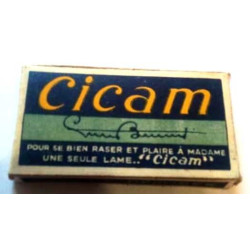 Cicam
POUR SE BIEN RASER ET PLAIRE À MADAME
UNE SEULE LAME.. "Cicam"